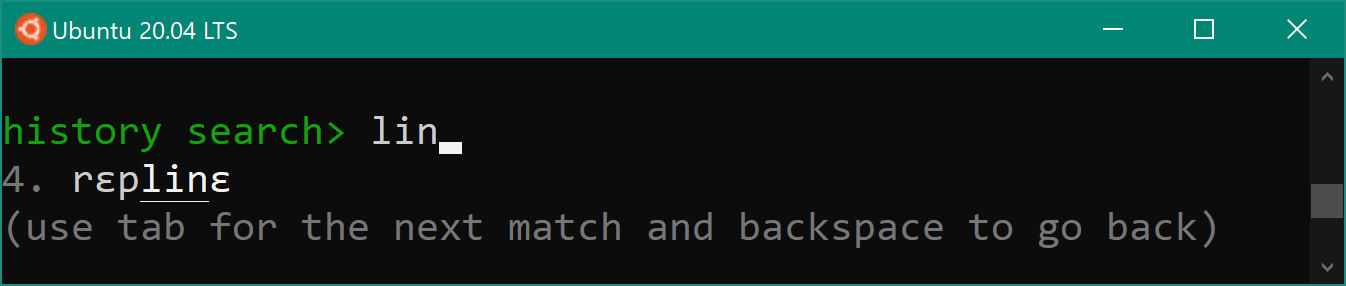 Ubuntu 20.04 LTS
history search> lin
4. rεplinε
(use tab for the next match and backspace to go back)